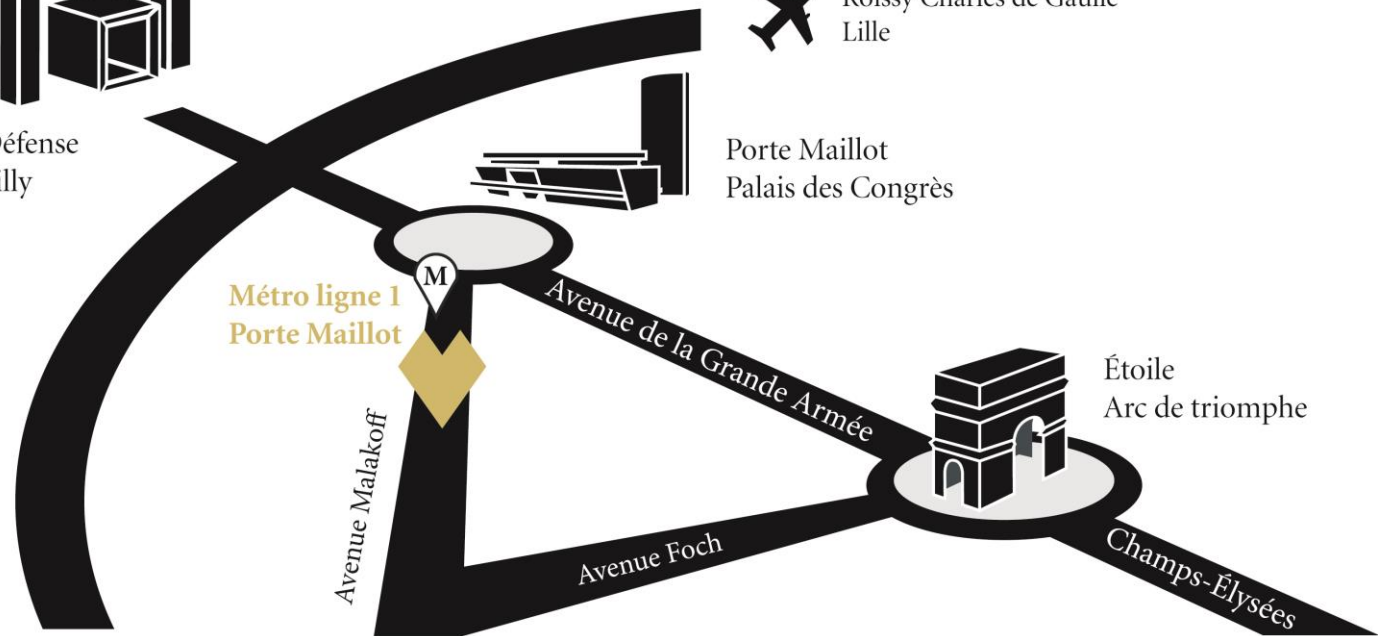 Lille
Porte Maillot
Palais des Congrès
M
Métro ligne 1
Porte Maillot
Avenue de la Grande Armée
Étoile
Arc de triomphe
Avenue Malakoff
Avenue Foch
Champs-Élysées